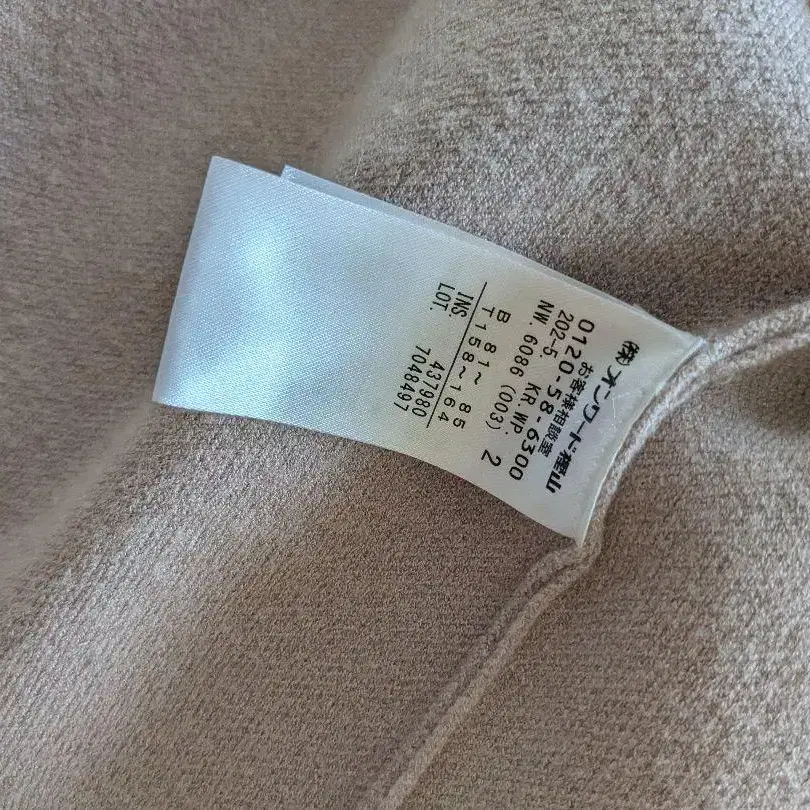 ㈱オンワード樫山
お客様相談室
0120-58-6300
202-5. KR.WP: 2
NW. 6086 (003)
B 81~ 85
T 158~164
INS. 437980
LOT. 7048497